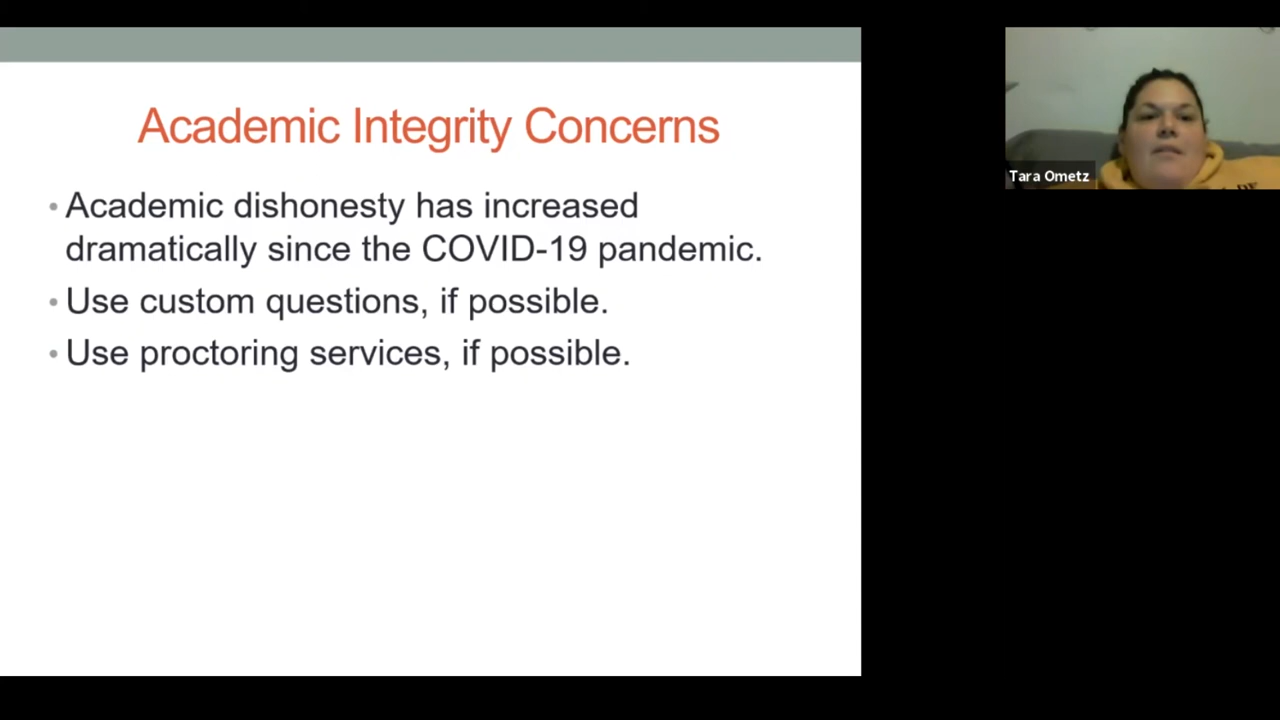 Academic Integrity Concerns
• Academic dishonesty has increased
dramatically since the COVID-19 pandemic.
• Use custom questions, if possible.
• Use proctoring services, if possible.
Tara Ometz